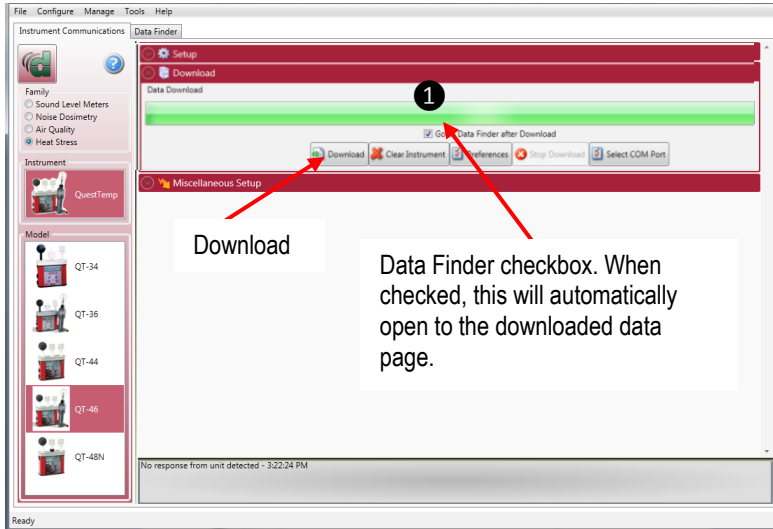 File Configure Manage Tools Help
Instrument Communications Data Finder
Setup
Download
Family
Sound Level Meters
Noise Dosimetry
Air Quality
Heat Stress
Data Download
1
Go Data Finder after Download
Download Clear Instrument Preferences Stop Download Select COM Port
Instrument
QuestTemp
Miscellaneous Setup
Model
QT-34
QT-36
QT-44
QT-46
QT-48N
Download
Data Finder checkbox. When
checked, this will automatically
open to the downloaded data
page.
No response from unit detected - 3:22:24 PM
Ready